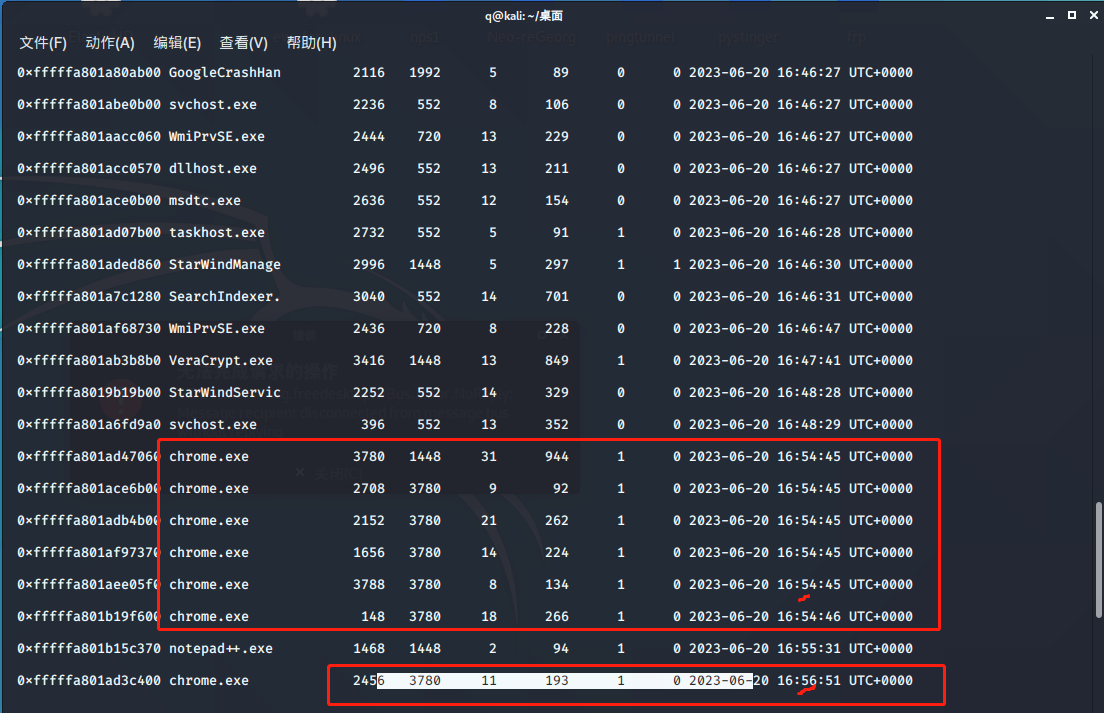 q@kali: ~/桌面
文件(F) 动作(A) 编辑(E) 查看(V) 帮助(H)
0×fffffa801a80ab00 GoogleCrashHan 2116 1992 5 89 0 0 2023-06-20 16:46:27 UTC+0000
0×fffffa801abe0b00 svchost.exe 2236 552 8 106 0 0 2023-06-20 16:46:27 UTC+0000
0×fffffa801aacc060 WmiPrvSE.exe 2444 720 13 229 0 0 2023-06-20 16:46:27 UTC+0000
0×fffffa801acc0570 dllhost.exe 2496 552 13 211 0 0 2023-06-20 16:46:27 UTC+0000
0×fffffa801ace0b00 msdtc.exe 2636 552 12 154 0 0 2023-06-20 16:46:27 UTC+0000
0×fffffa801ad07b00 taskhost.exe 2732 552 5 91 1 0 2023-06-20 16:46:28 UTC+0000
0×fffffa801aded860 StarWindManage 2996 1448 5 297 1 1 2023-06-20 16:46:30 UTC+0000
0×fffffa801a7c1280 SearchIndexer. 3040 552 14 701 0 0 2023-06-20 16:46:31 UTC+0000
0×fffffa801af68730 WmiPrvSE.exe 2436 720 8 228 0 0 2023-06-20 16:46:47 UTC+0000
0×fffffa801ab3b8b0 VeraCrypt.exe 3416 1448 13 849 1 0 2023-06-20 16:47:41 UTC+0000
0×fffffa8019b19b00 StarWindServic 2252 552 14 329 0 0 2023-06-20 16:48:28 UTC+0000
0×fffffa801a6fd9a0 svchost.exe 396 552 13 352 0 0 2023-06-20 16:48:29 UTC+0000
0×fffffa801ad47060 chrome.exe 3780 1448 31 944 1 0 2023-06-20 16:54:45 UTC+0000
0×fffffa801ace6b00 chrome.exe 2708 3780 9 92 1 0 2023-06-20 16:54:45 UTC+0000
0×fffffa801adb4b00 chrome.exe 2152 3780 21 262 1 0 2023-06-20 16:54:45 UTC+0000
0×fffffa801af97370 chrome.exe 1656 3780 14 224 1 0 2023-06-20 16:54:45 UTC+0000
0×fffffa801aee05f0 chrome.exe 3788 3780 8 134 1 0 2023-06-20 16:54:45 UTC+0000
0×fffffa801b19f600 chrome.exe 148 3780 18 266 1 0 2023-06-20 16:54:46 UTC+0000
0×fffffa801b15c370 notepad++.exe 1468 1448 2 94 1 0 2023-06-20 16:55:31 UTC+0000
0×fffffa801ad3c400 chrome.exe 2456 3780 11 193 1 0 2023-06-20 16:56:51 UTC+0000